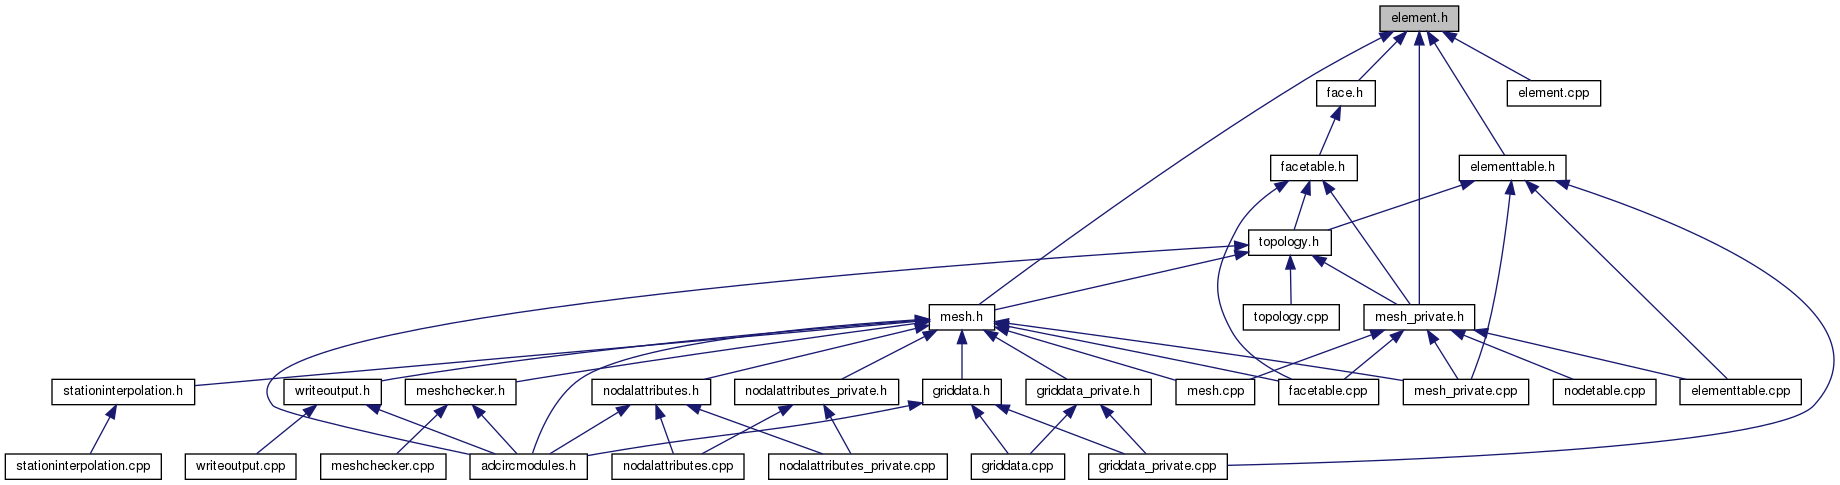 element.h
face.h
element.cpp
facetable.h
elementtable.h
topology.h
mesh.h
topology.cpp
mesh_private.h
stationinterpolation.h
writeoutput.h
meshchecker.h
nodalattributes.h
nodalattributes_private.h
griddata.h
griddata_private.h
mesh.cpp
facetable.cpp
mesh_private.cpp
nodetable.cpp
elementtable.cpp
stationinterpolation.cpp
writeoutput.cpp
meshchecker.cpp
adcircmodules.h
nodalattributes.cpp
nodalattributes_private.cpp
griddata.cpp
griddata_private.cpp